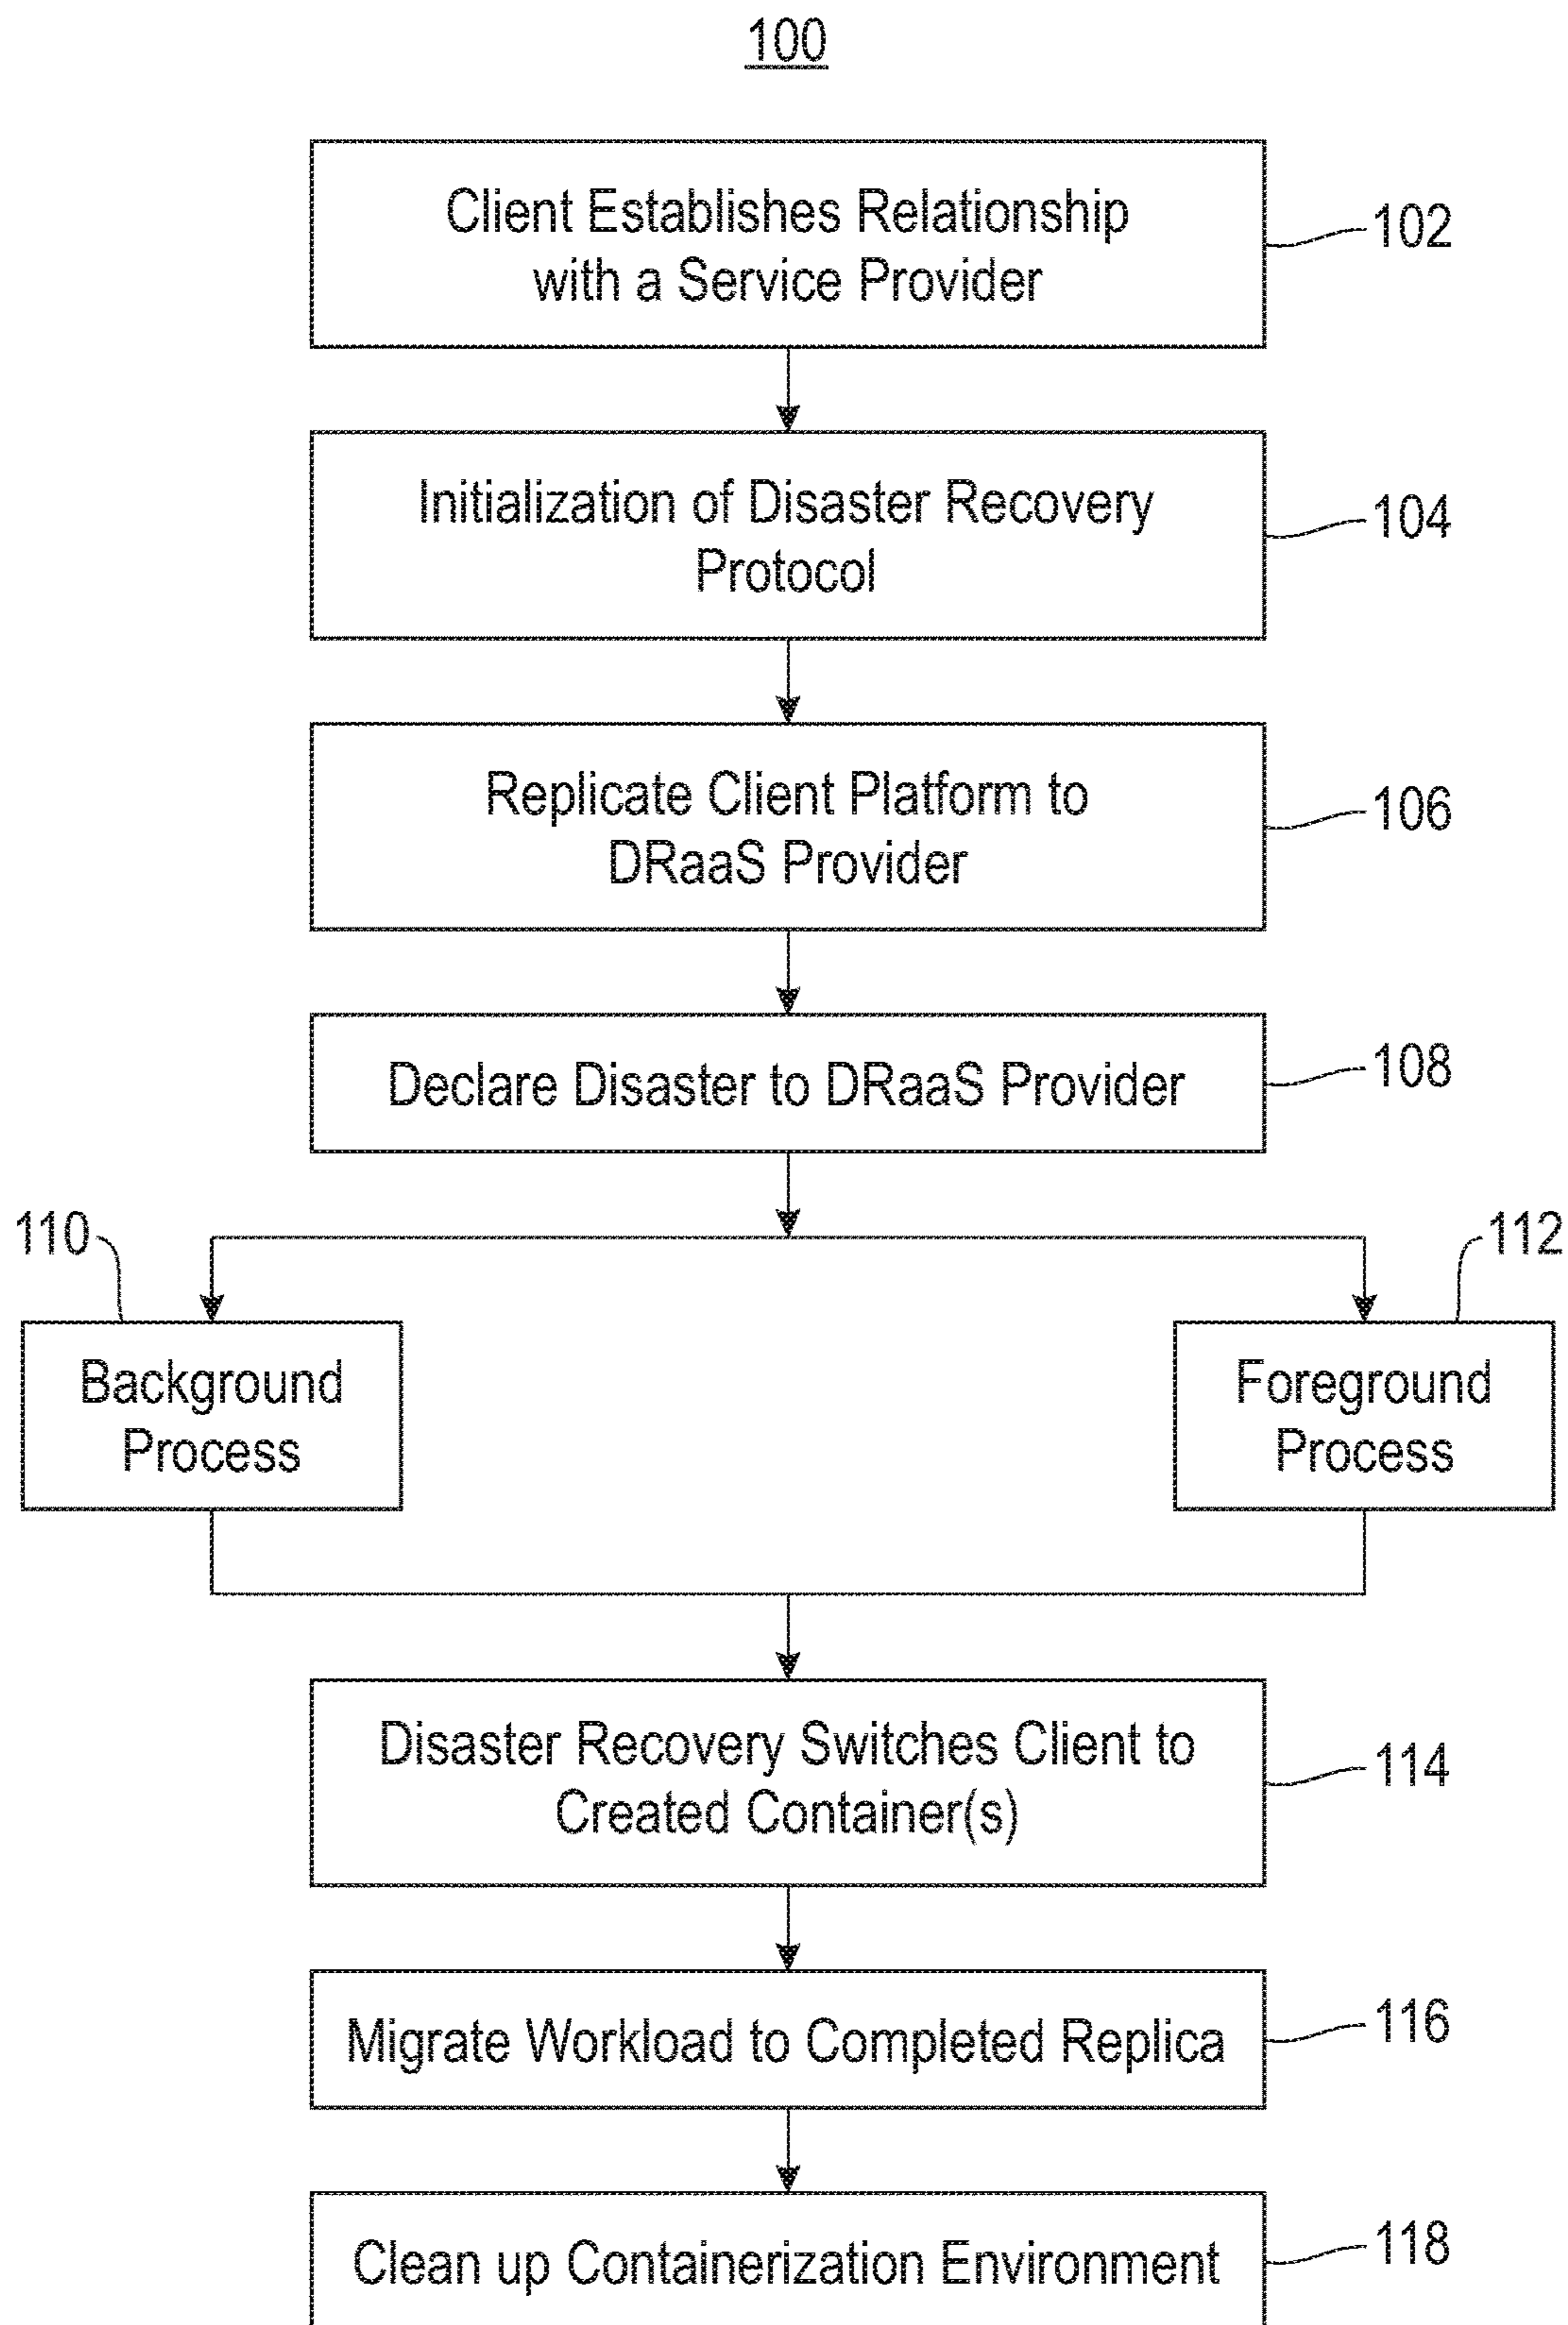 100
Client Establishes Relationship
with a Service Provider
102
Initialization of Disaster Recovery
Protocol
104
Replicate Client Platform to
DRaaS Provider
106
Declare Disaster to DRaaS Provider
108
110
112
Background
Process
Foreground
Process
Disaster Recovery Switches Client to
Created Container(s)
114
Migrate Workload to Completed Replica
116
Clean up Containerization Environment
118